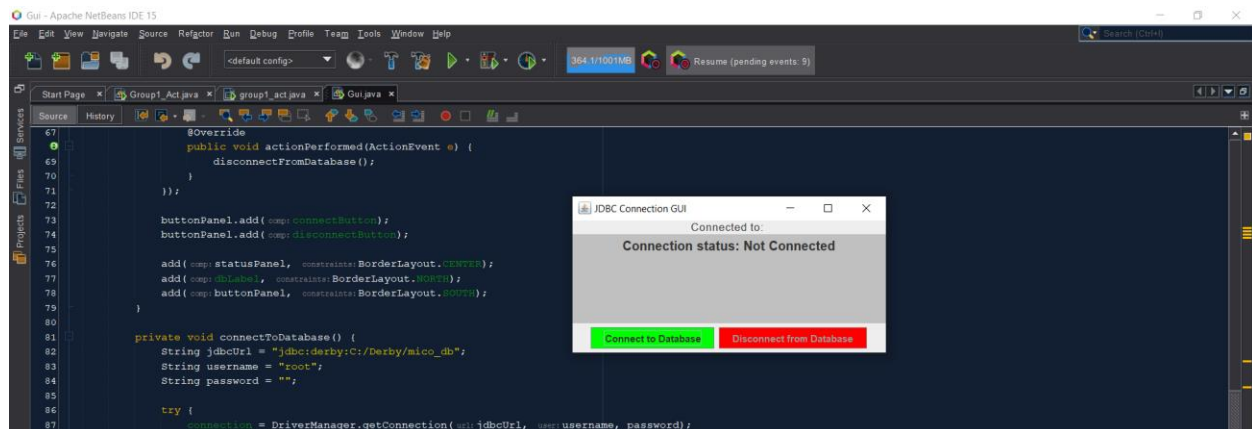 Gui - Apache NetBeans IDE 15
File Edit View Navigate Source Refactor Run Debug Profile Team Tools Window Help
Search (Ctrl+I)
<default config>
364.1/1001MB
Resume (pending events: 9)
Start Page Group1_Act.java group1_act.java Gui.java
Source History
Services
Files
Projects
67 @Override
public void actionPerformed(ActionEvent e) {
69 disconnectFromDatabase();
70 }
71 });
72
73 buttonPanel.add( comp: connectButton);
74 buttonPanel.add( comp: disconnectButton);
75
76 add( comp: statusPanel, constraints: BorderLayout.CENTER);
77 add( comp: dbLabel, constraints: BorderLayout.NORTH);
78 add( comp: buttonPanel, constraints: BorderLayout.SOUTH);
79 }
80
81 private void connectToDatabase() {
82 String jdbcUrl = "jdbc:derby:C:/Derby/mico_db";
83 String username = "root";
84 String password = "";
85
86 try {
87 connection = DriverManager.getConnection( url: jdbcUrl, user: username, password);
JDBC Connection GUI
Connected to:
Connection status: Not Connected
Connect to Database Disconnect from Database